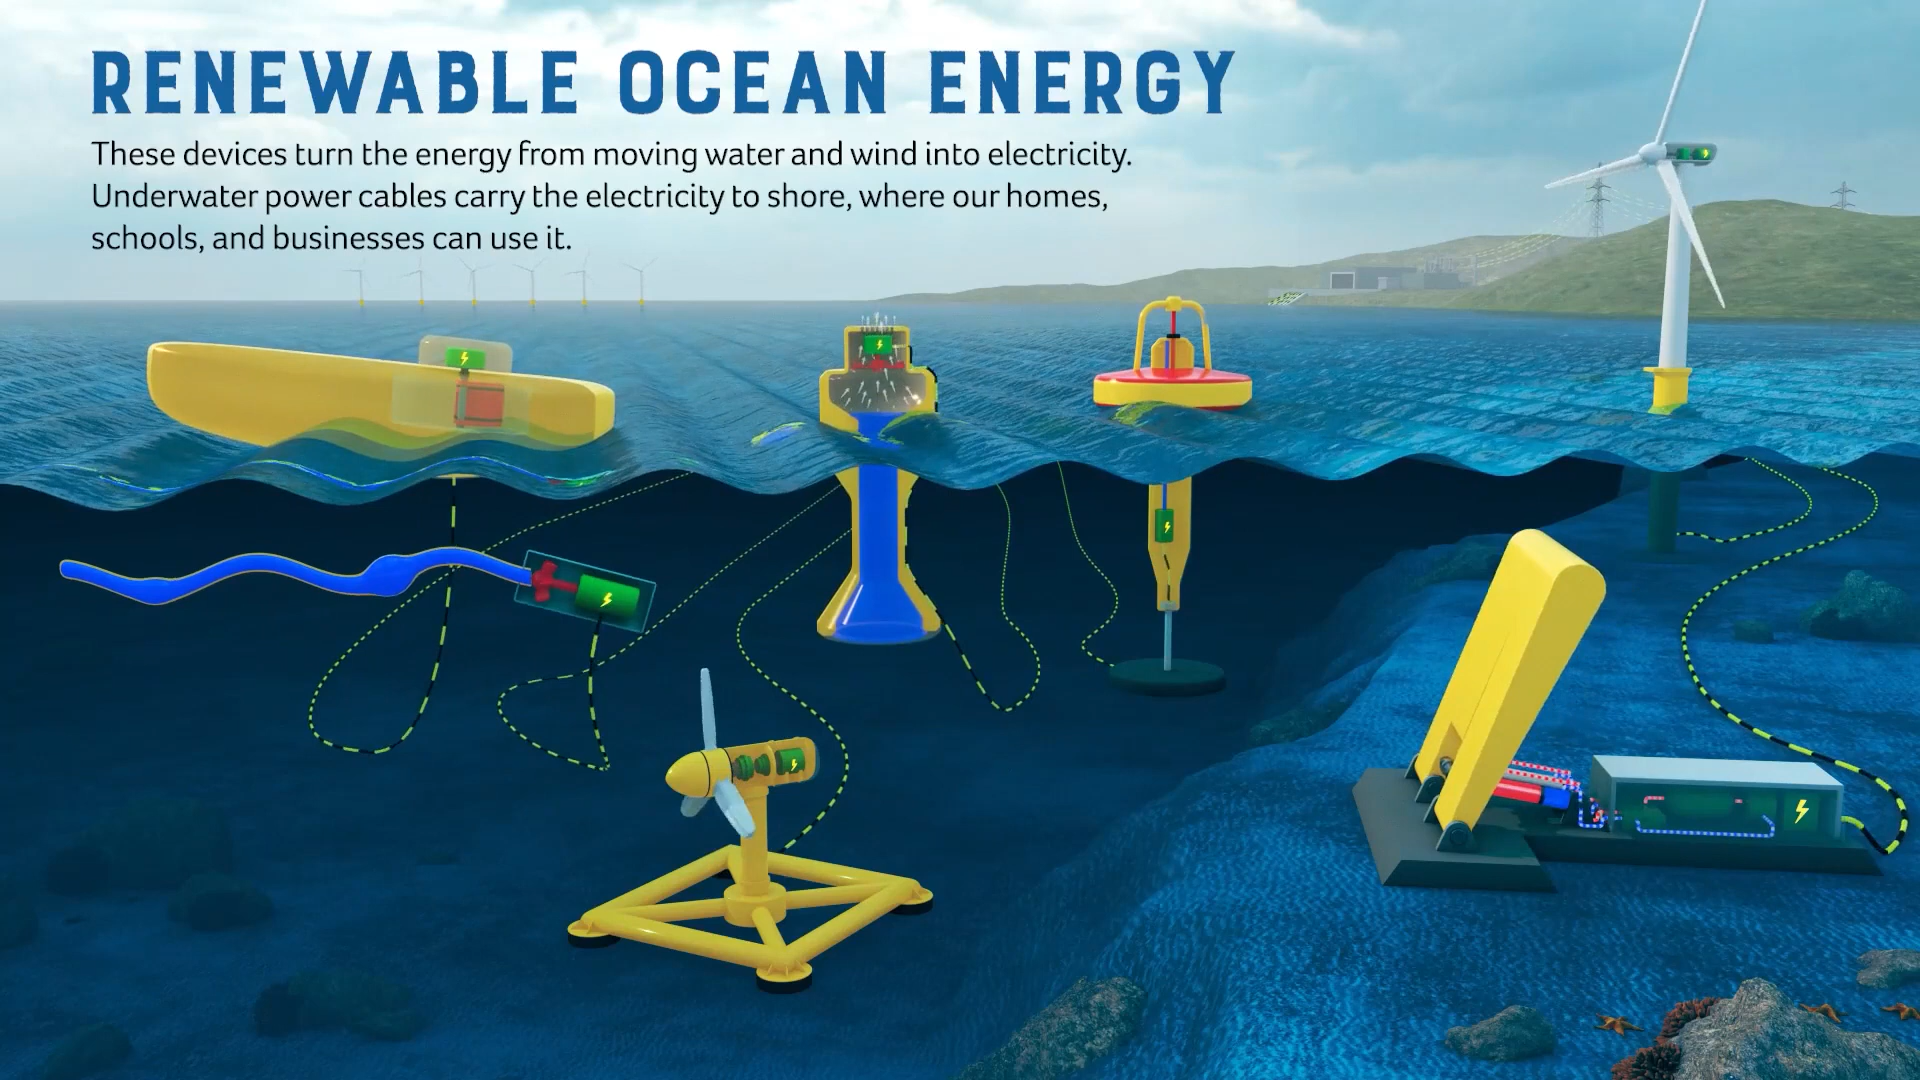 RENEWABLE OCEAN ENERGY
These devices turn the energy from moving water and wind into electricity.
Underwater power cables carry the electricity to shore, where our homes,
schools, and businesses can use it.